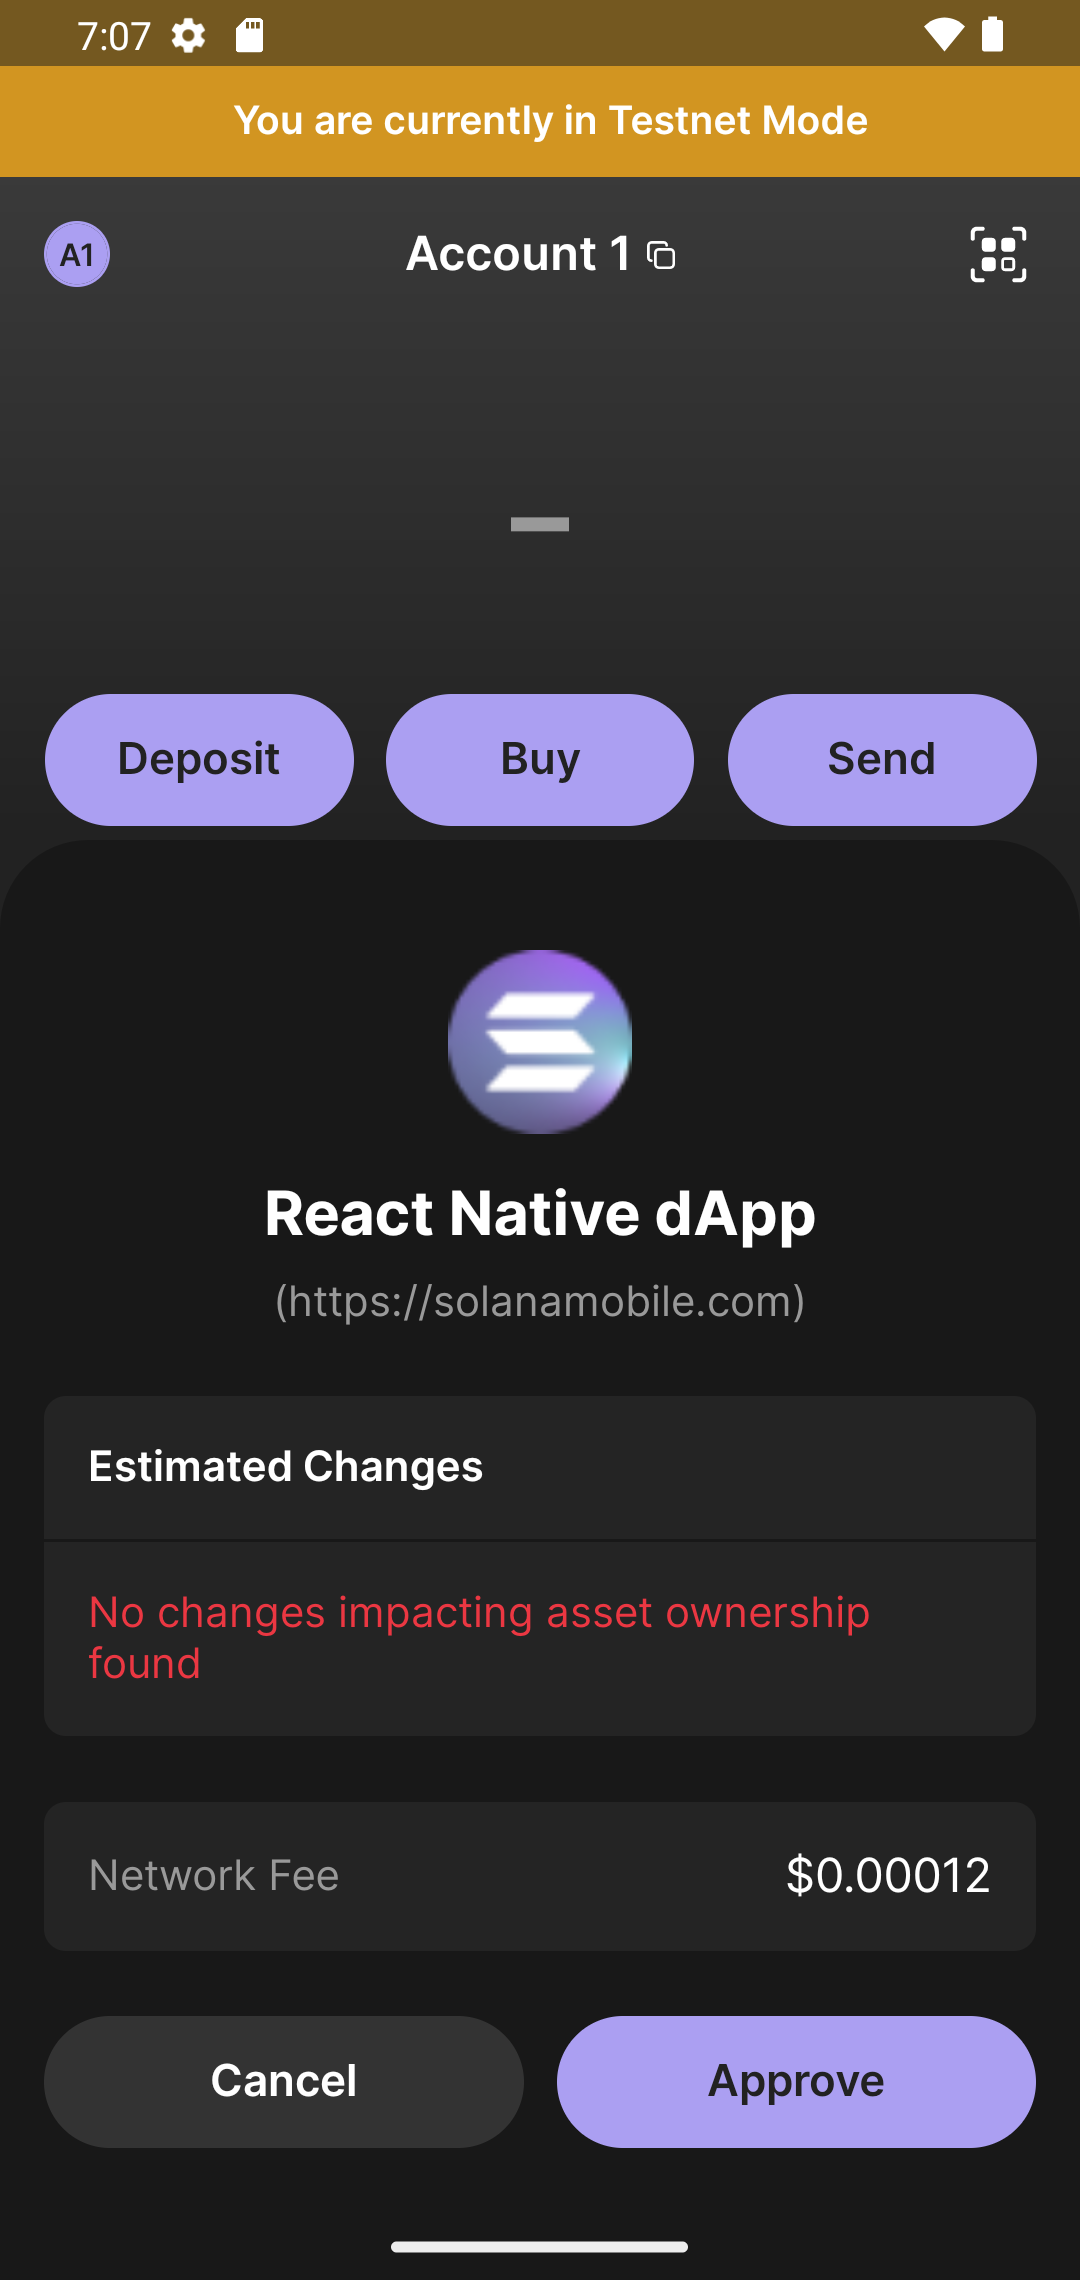 7:07
You are currently in Testnet Mode
A1
Account 1
Deposit
Buy
Send
React Native dApp
(https://solanamobile.com)
Estimated Changes
No changes impacting asset ownership
found
Network Fee
$0.00012
Cancel
Approve